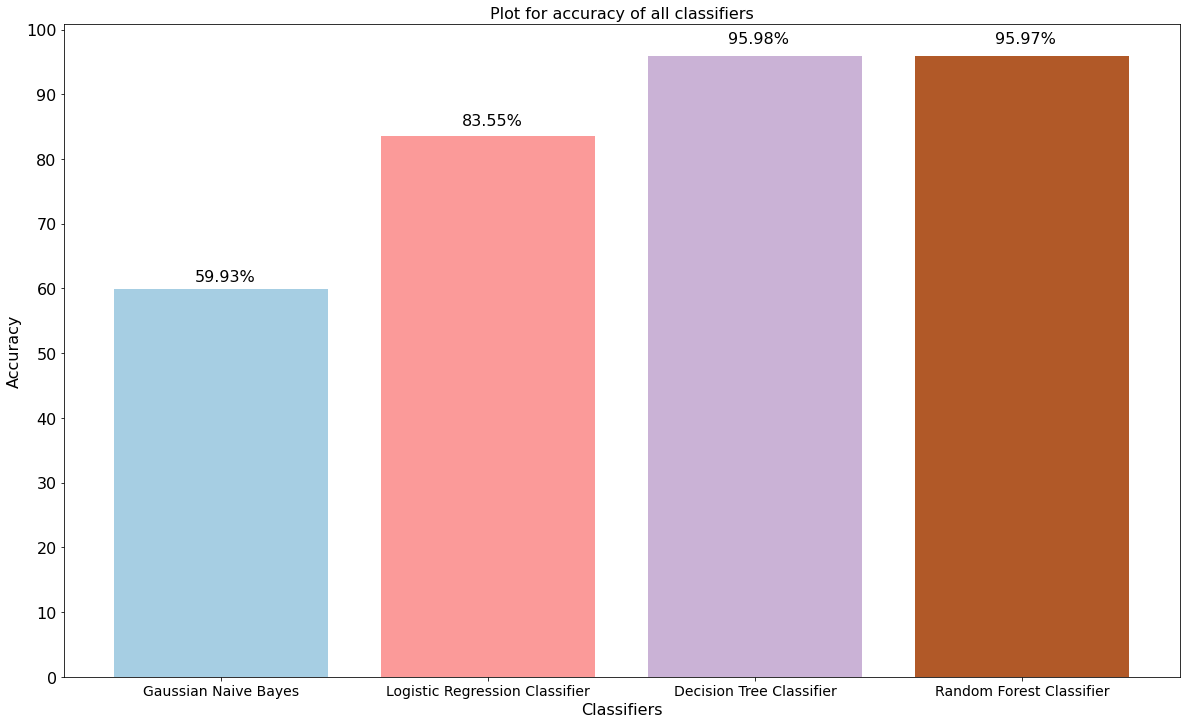 Plot for accuracy of all classifiers
100
90
80
70
60
50
40
30
20
10
0
Accuracy
59.93%
83.55%
95.98%
95.97%
Gaussian Naive Bayes
Logistic Regression Classifier
Decision Tree Classifier
Random Forest Classifier
Classifiers